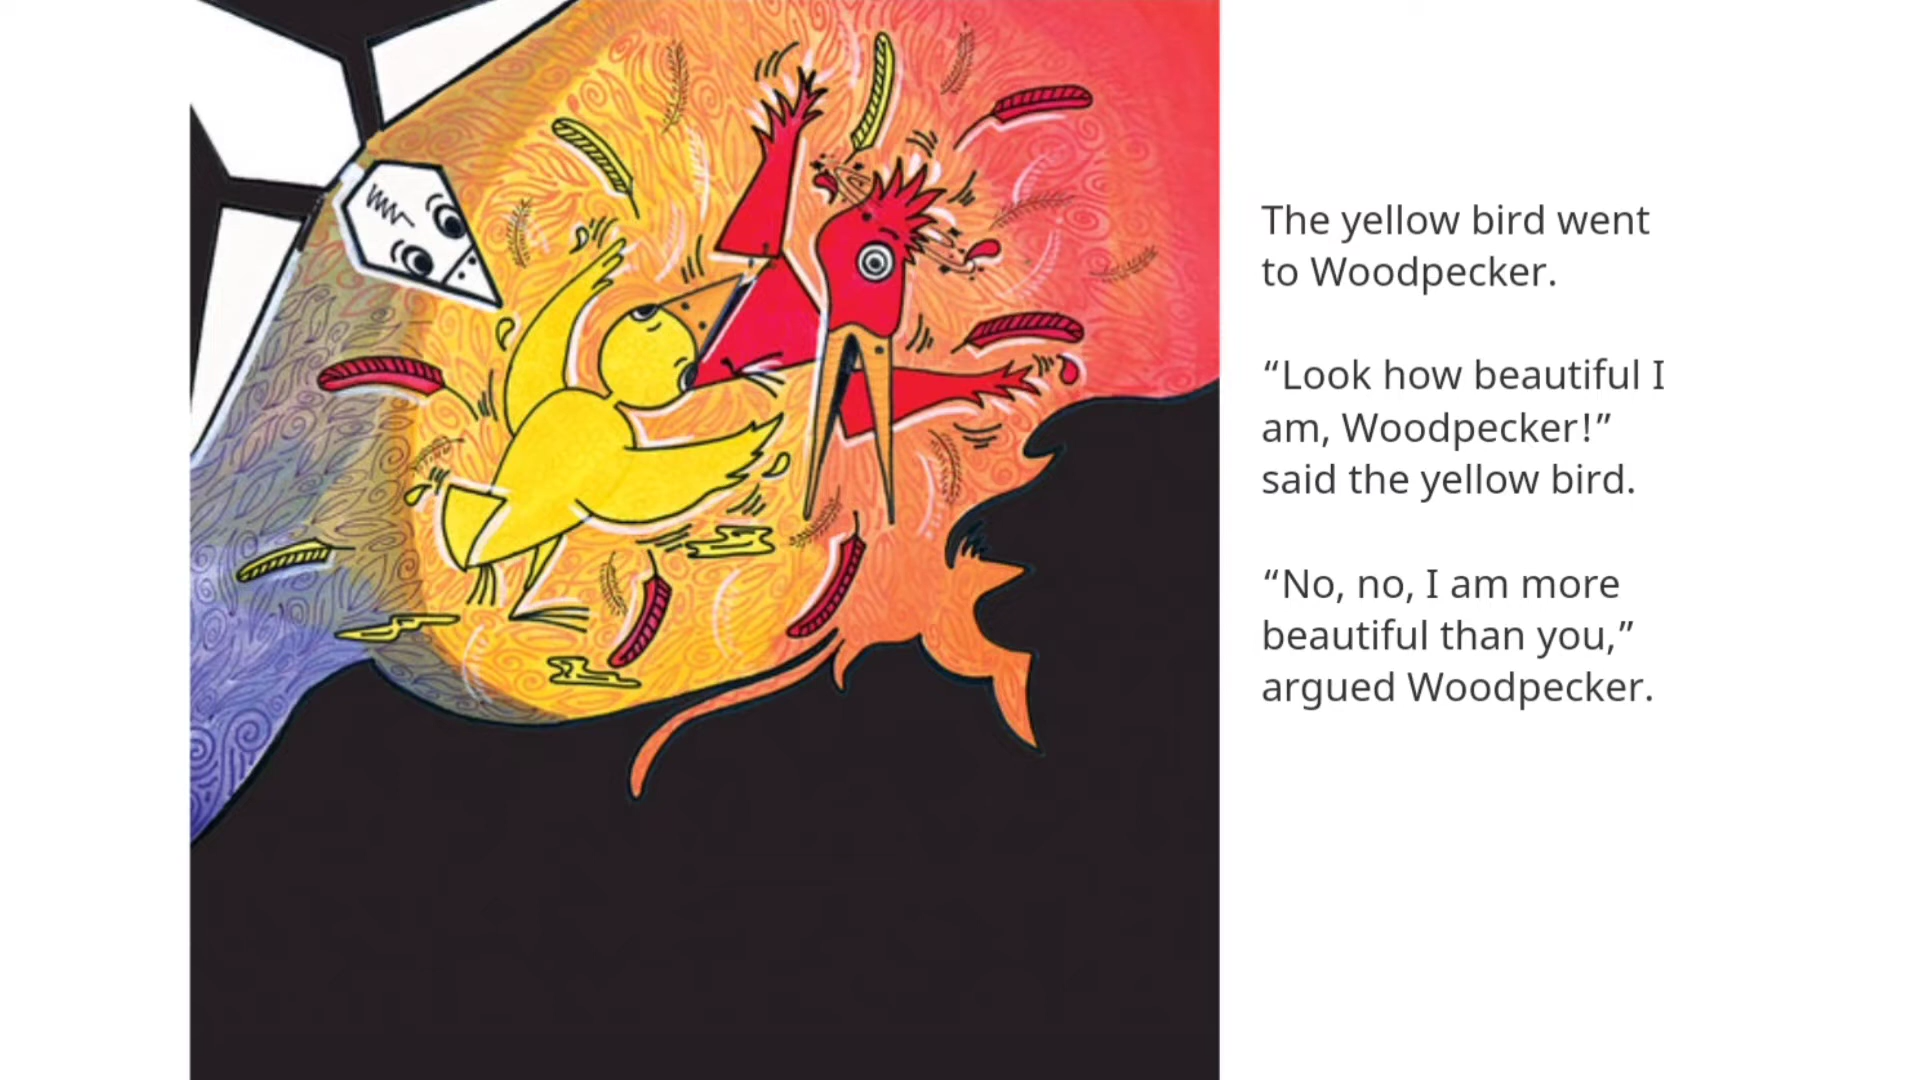 The yellow bird went
to Woodpecker.
“Look how beautiful I
am, Woodpecker!”
said the yellow bird.
“No, no, I am more
beautiful than you,”
argued Woodpecker.